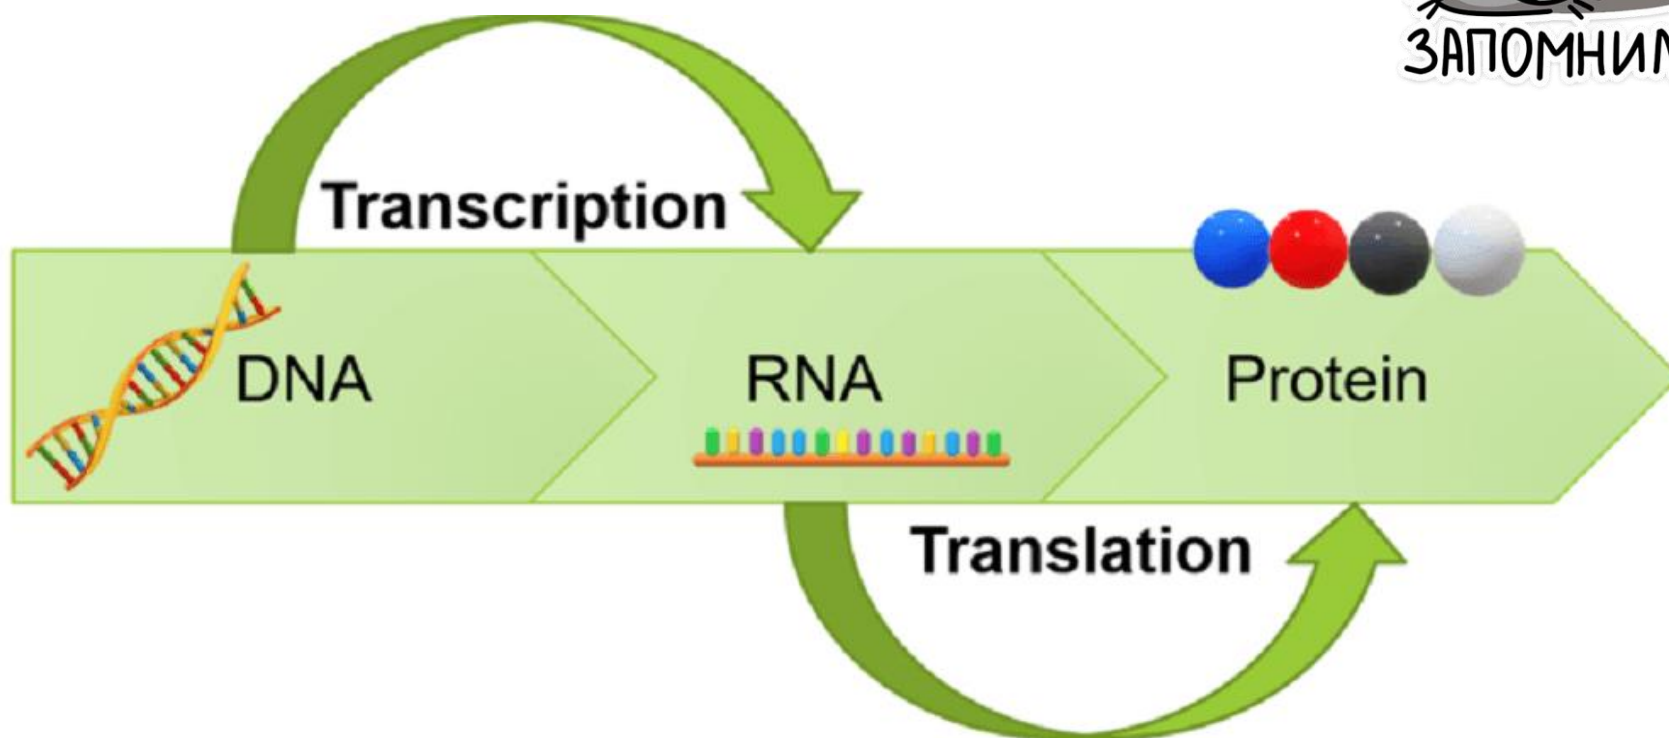 ЗАПОМНИМ
Transcription
DNA
RNA
Protein
Translation